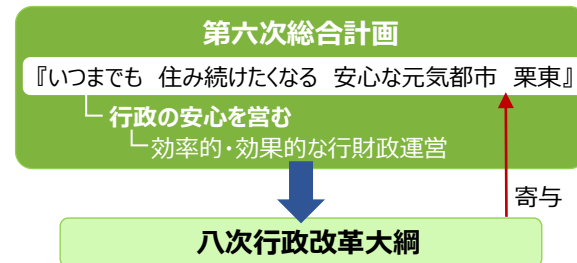 第六次総合計画
『いつまでも 住み続けたくなる 安心な元気都市 栗東』
行政の安心を営む
効率的・効果的な行財政運営
寄与
八次行政改革大綱